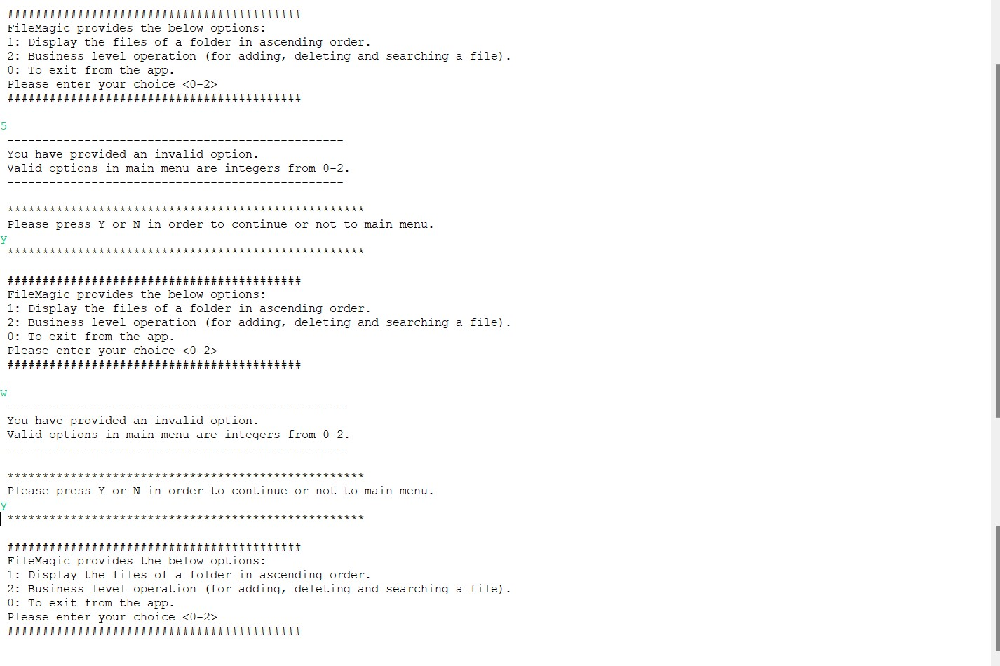 ##########################################
FileMagic provides the below options:
1: Display the files of a folder in ascending order.
2: Business level operation (for adding, deleting and searching a file).
0: To exit from the app.
Please enter your choice <0-2>
##########################################
5
------------------------------------------------
You have provided an invalid option.
Valid options in main menu are integers from 0-2.
------------------------------------------------
***************************************************
Please press Y or N in order to continue or not to main menu.
y
***************************************************
##########################################
FileMagic provides the below options:
1: Display the files of a folder in ascending order.
2: Business level operation (for adding, deleting and searching a file).
0: To exit from the app.
Please enter your choice <0-2>
##########################################
w
------------------------------------------------
You have provided an invalid option.
Valid options in main menu are integers from 0-2.
------------------------------------------------
***************************************************
Please press Y or N in order to continue or not to main menu.
y
***************************************************
##########################################
FileMagic provides the below options:
1: Display the files of a folder in ascending order.
2: Business level operation (for adding, deleting and searching a file).
0: To exit from the app.
Please enter your choice <0-2>
##########################################